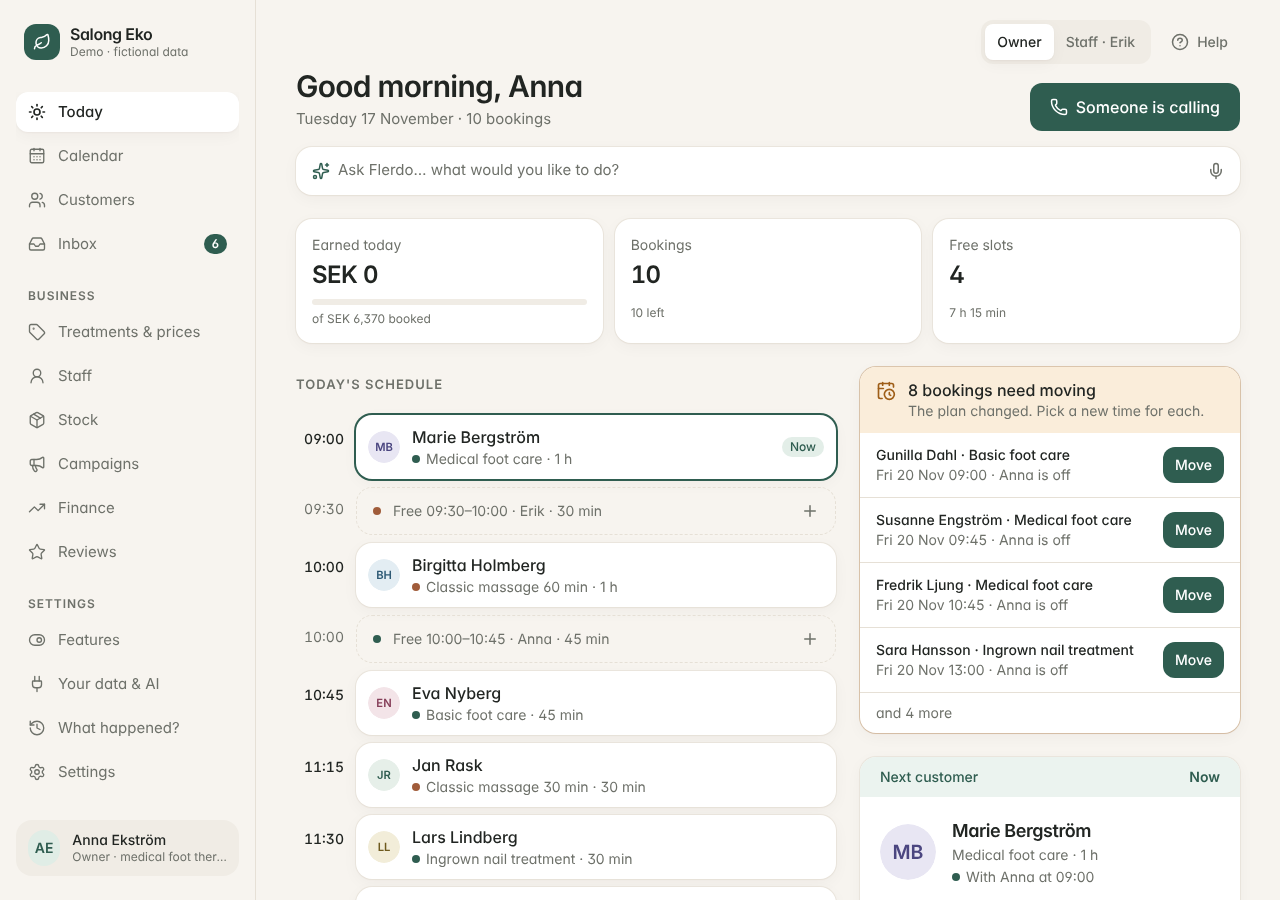 Salong Eko
Demo · fictional data
Today
Calendar
Customers
Inbox
6
BUSINESS
Treatments & prices
Staff
Stock
Campaigns
Finance
Reviews
SETTINGS
Features
Your data & AI
What happened?
Settings
AE
Anna Ekström
Owner · medical foot ther...
Owner
Staff · Erik
Help
Good morning, Anna
Tuesday 17 November · 10 bookings
Someone is calling
Ask Flerdo... what would you like to do?
Earned today
SEK 0
of SEK 6,370 booked
Bookings
10
10 left
Free slots
4
7 h 15 min
TODAY'S SCHEDULE
09:00
MB
Marie Bergström
Medical foot care · 1 h
Now
09:30
Free 09:30–10:00 · Erik · 30 min
10:00
BH
Birgitta Holmberg
Classic massage 60 min · 1 h
10:00
Free 10:00–10:45 · Anna · 45 min
10:45
EN
Eva Nyberg
Basic foot care · 45 min
11:15
JR
Jan Rask
Classic massage 30 min · 30 min
11:30
LL
Lars Lindberg
Ingrown nail treatment · 30 min
8 bookings need moving
The plan changed. Pick a new time for each.
Gunilla Dahl · Basic foot care
Fri 20 Nov 09:00 · Anna is off
Move
Susanne Engström · Medical foot care
Fri 20 Nov 09:45 · Anna is off
Move
Fredrik Ljung · Medical foot care
Fri 20 Nov 10:45 · Anna is off
Move
Sara Hansson · Ingrown nail treatment
Fri 20 Nov 13:00 · Anna is off
Move
and 4 more
Next customer
Now
MB
Marie Bergström
Medical foot care · 1 h
With Anna at 09:00